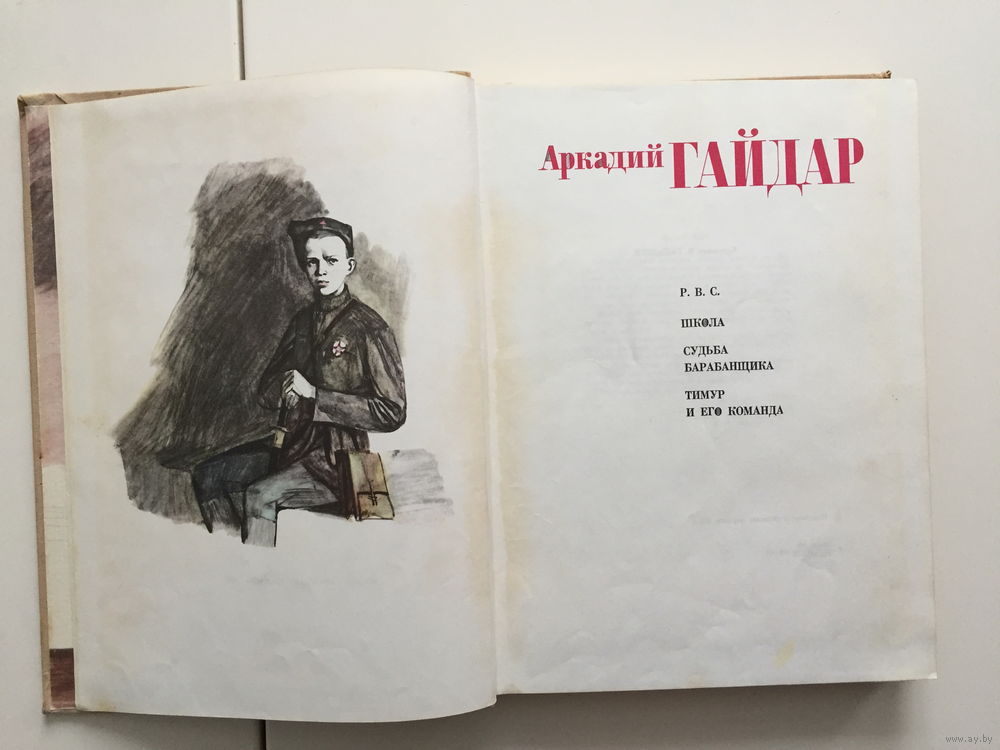 Аркадий ГАЙДАР
Р. В. С.
ШКОЛА
СУДЬБА
БАРАБАНЩИКА
ТИМУР
И ЕГО КОМАНДА
www.ay.by